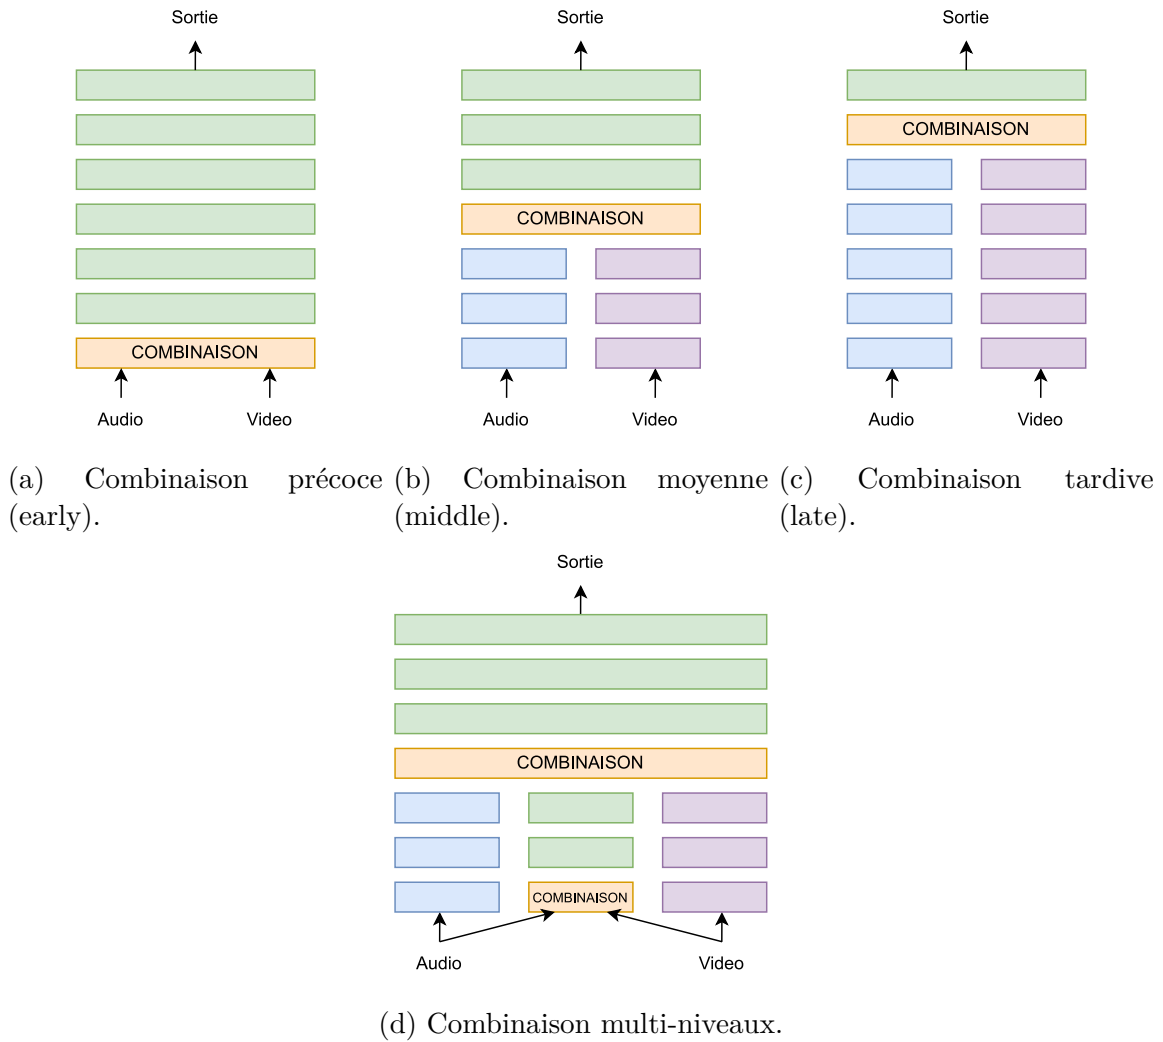 Sortie
Sortie
Sortie
COMBINAISON
COMBINAISON
COMBINAISON
Audio
Video
Audio
Video
Audio
Video
(a) Combinaison précoce
(early).
(b) Combinaison moyenne
(middle).
(c) Combinaison tardive
(late).
Sortie
COMBINAISON
COMBINAISON
Audio
Video
(d) Combinaison multi-niveaux.